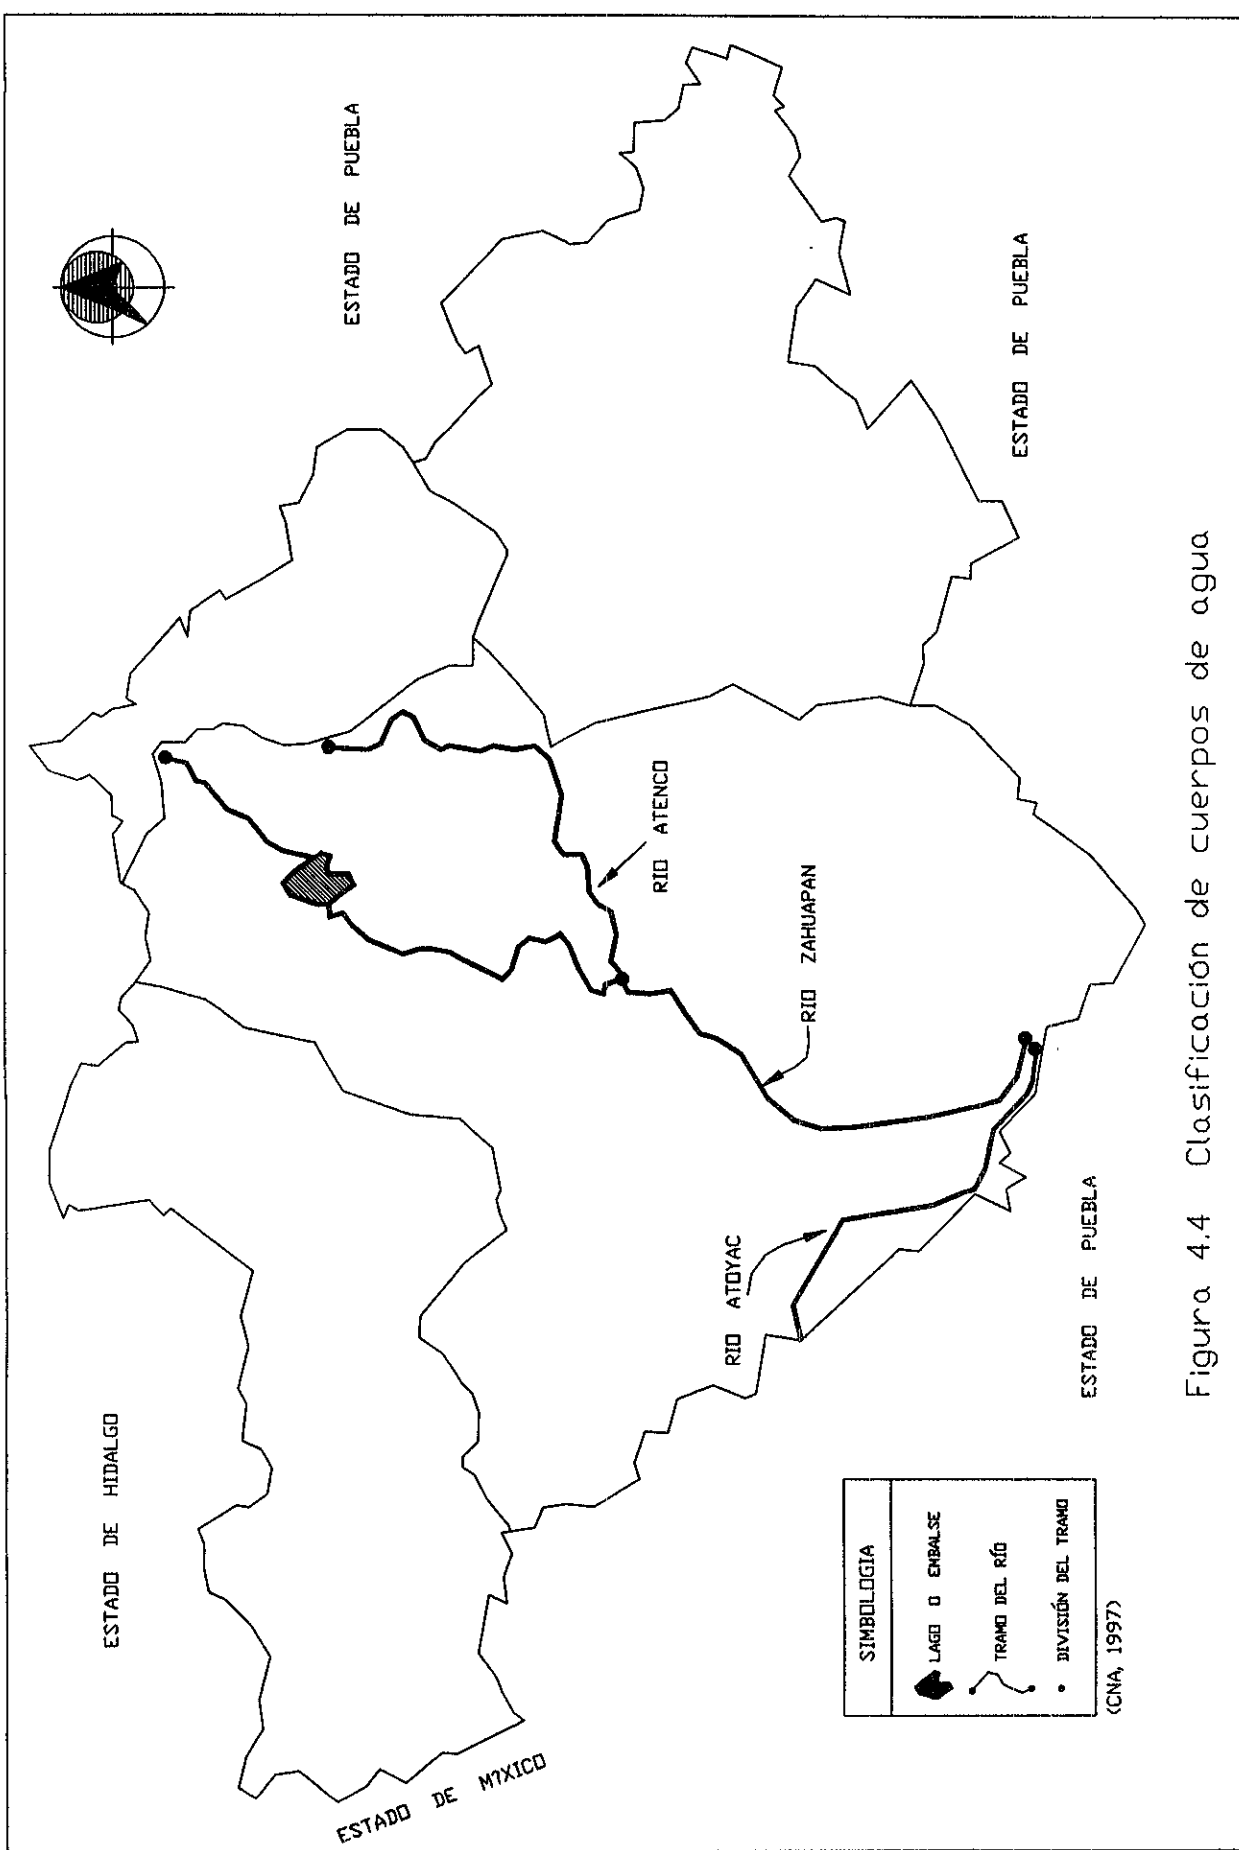 ESTADO DE HIDALGO
ESTADO DE PUEBLA
ESTADO DE M?XICO
RIO ATENCO
RIO ZAHUAPAN
RIO ATOYAC
ESTADO DE PUEBLA
ESTADO DE PUEBLA
SIMBOLOGIA
LAGO O EMBALSE
TRAMO DEL RÍO
DIVISIÓN DEL TRAMO
(CNA, 1997)
Figura 4.4 Clasificación de cuerpos de agua